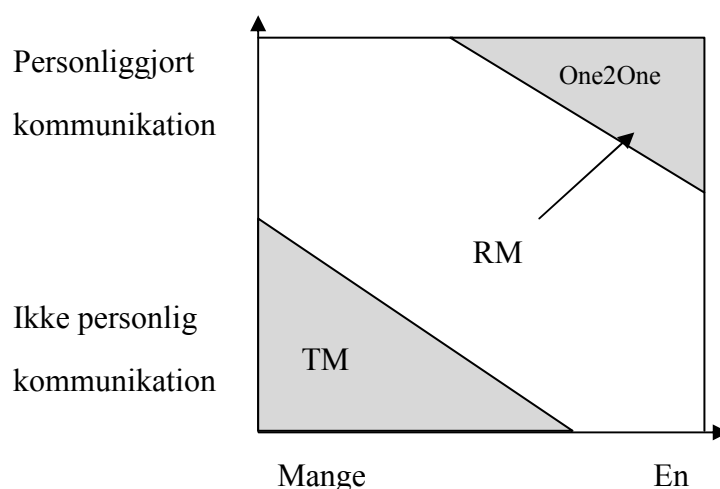 Personliggjort
kommunikation
One2One
RM
Ikke personlig
kommunikation
TM
Mange
En